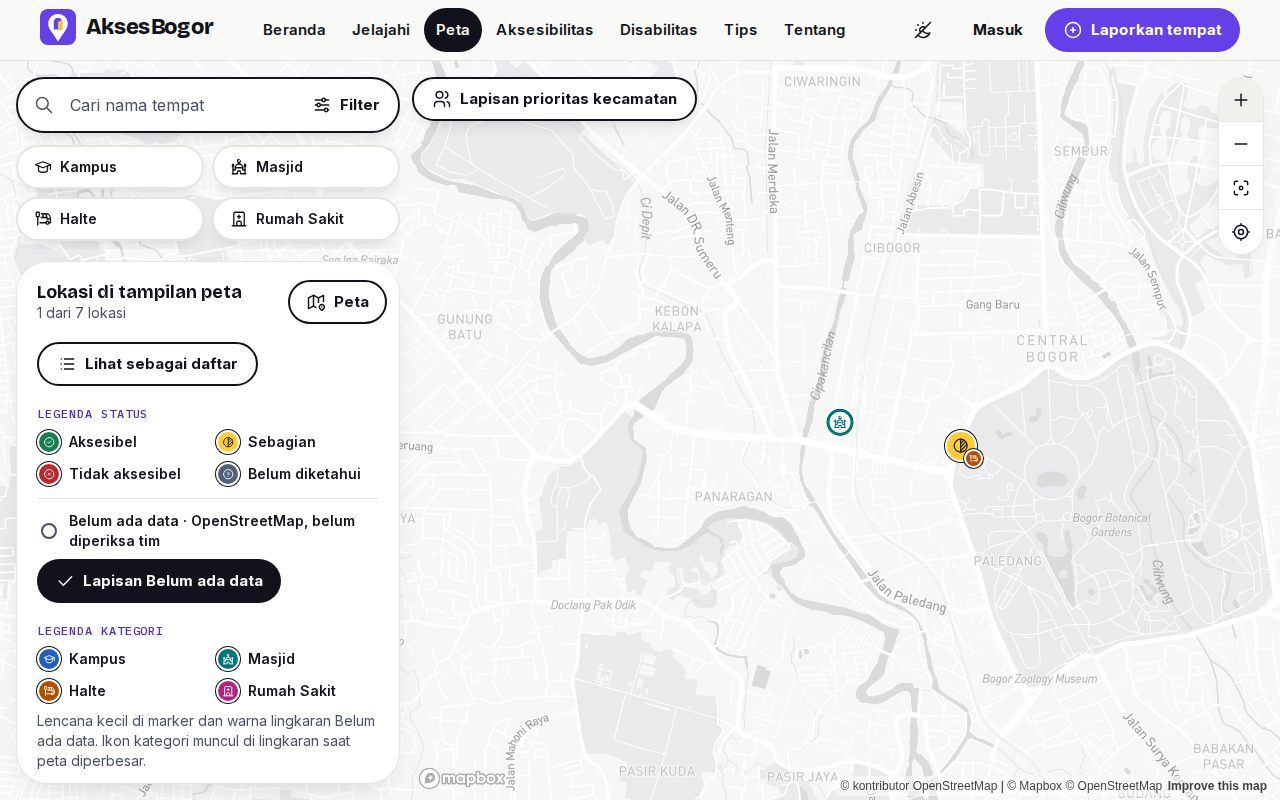 AksesBogor
Beranda
Jelajahi
Peta
Aksesibilitas
Disabilitas
Tips
Tentang
Masuk
Laporkan tempat
Cari nama tempat
Filter
Lapisan prioritas kecamatan
Kampus
Masjid
Halte
Rumah Sakit
Lokasi di tampilan peta
1 dari 7 lokasi
Peta
Lihat sebagai daftar
LEGENDA STATUS
Aksesibel
Sebagian
Tidak aksesibel
Belum diketahui
Belum ada data · OpenStreetMap, belum
diperiksa tim
Lapisan Belum ada data
LEGENDA KATEGORI
Kampus
Masjid
Halte
Rumah Sakit
Lencana kecil di marker dan warna lingkaran Belum
ada data. Ikon kategori muncul di lingkaran saat
peta diperbesar.
CIWARINGIN
SEMPUR
Jalan Merdeka
Jalan Abesin
Ciliwung
Jalan Menteng
Ci Depit
Jalan DR. Sumeru
CIBOGOR
Jalan Sempur
Gang Baru
GUNUNG
BATU
KEBON
KALAPA
CENTRAL
BOGOR
Cipakancilan
PANARAGAN
Bogor Botanical
Gardens
PALEDANG
Ciliwung
Jalan Paledang
Doclang Pak Odik
Bogor Zoology Museum
Jalan Mahoni Raya
PASIR KUDA
PASIR JAYA
BABAKAN
PASAR
mapbox
© kontributor OpenStreetMap | © Mapbox © OpenStreetMap Improve this map